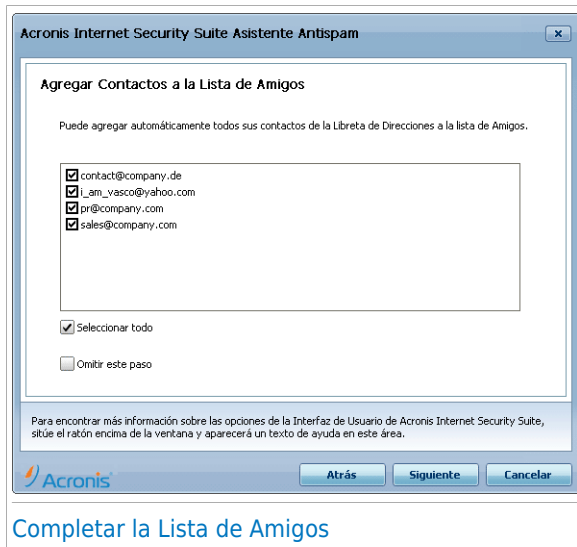 Acronis Internet Security Suite Asistente Antispam
Agregar Contactos a la Lista de Amigos
Puede agregar automáticamente todos sus contactos de la Libreta de Direcciones a la lista de Amigos.
contact@company.de
i_am_vasco@yahoo.com
pr@company.com
sales@company.com
Seleccionar todo
Omitir este paso
Para encontrar más información sobre las opciones de la Interfaz de Usuario de Acronis Internet Security Suite,
sitúe el ratón encima de la ventana y aparecerá un texto de ayuda en este área.
Acronis
Atrás
Siguiente
Cancelar
Completar la Lista de Amigos